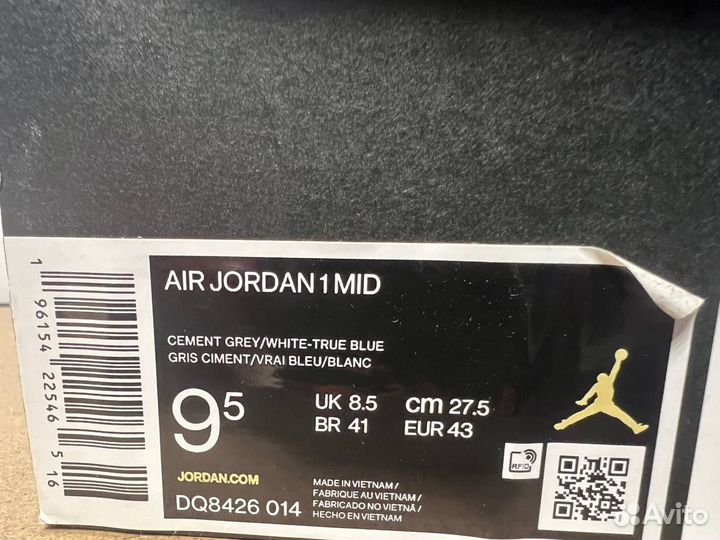 AIR JORDAN 1 MID
CEMENT GREY/WHITE-TRUE BLUE
GRIS CIMENT/VRAI BLEU/BLANC
9⁵
UK 8.5 cm 27.5
BR 41 EUR 43
RFID
JORDAN.COM
DQ8426 014
MADE IN VIETNAM/
FABRIQUE AU VIETNAM/
FABRICADO NO VIETNÃ/
HECHO EN VIETNAM
1 96154 22546 516
Avito